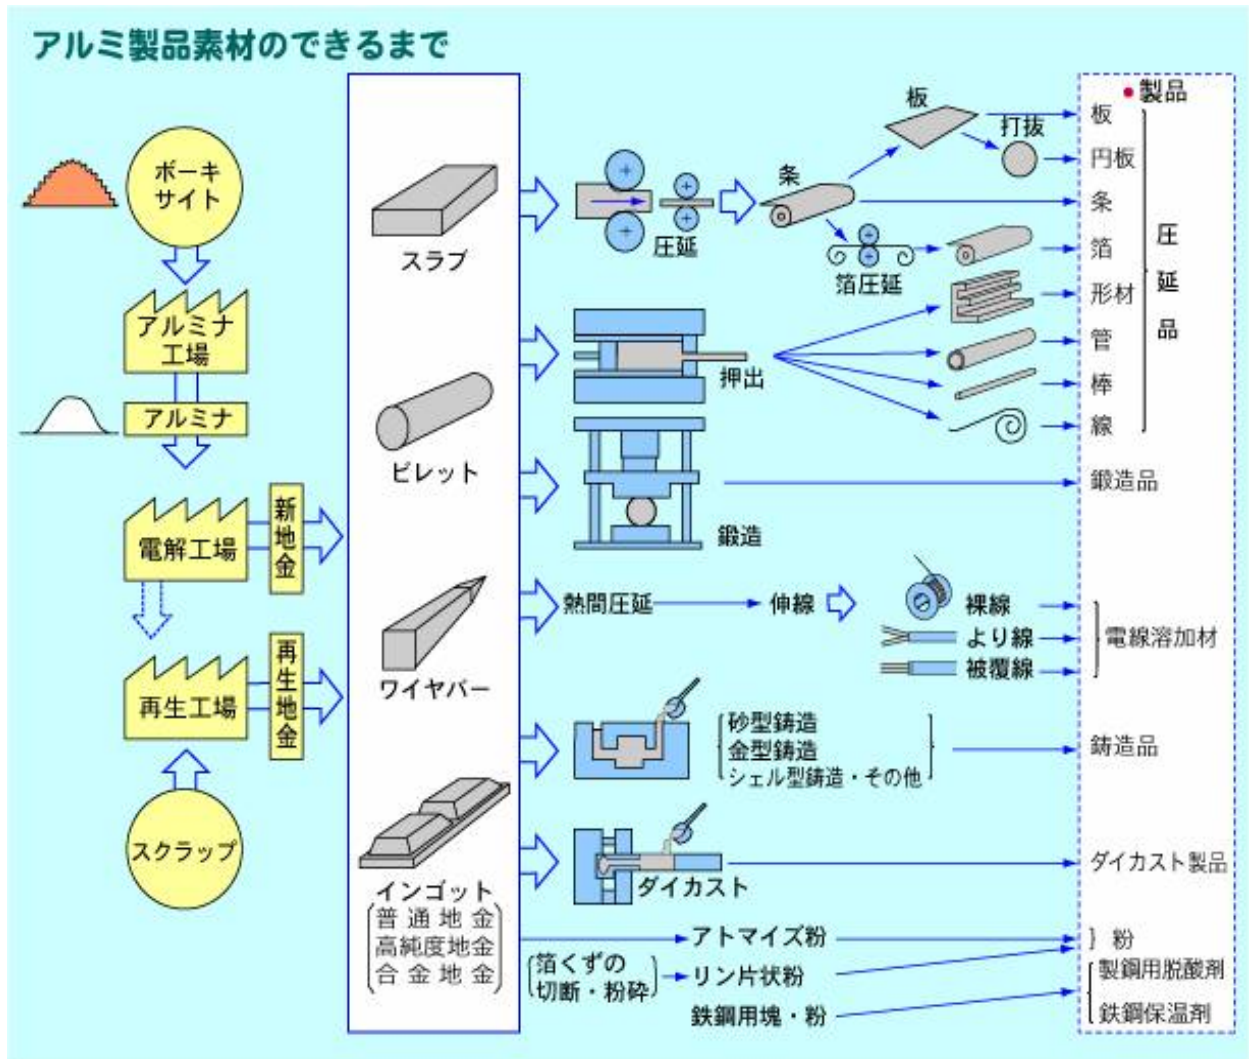 アルミ製品素材のできるまで
ボーキ
サイト
アルミナ
工場
アルミナ
電解工場
新地金
再生工場
再生地金
スクラップ
スラブ
ビレット
ワイヤバー
インゴット
普通地金
高純度地金
合金地金
圧延
条
板
打抜
箔圧延
押出
鍛造
熱間圧延
伸線
裸線
より線
被覆線
砂型鋳造
金型鋳造
シェル型鋳造・その他
ダイカスト
アトマイズ粉
箔くずの
切断・粉砕
リン片状粉
鉄鋼用塊・粉
製品
板
円板
条
箔
形材
管
棒
線
圧延品
鍛造品
電線溶加材
鋳造品
ダイカスト製品
粉
製鋼用脱酸剤
鉄鋼保温剤